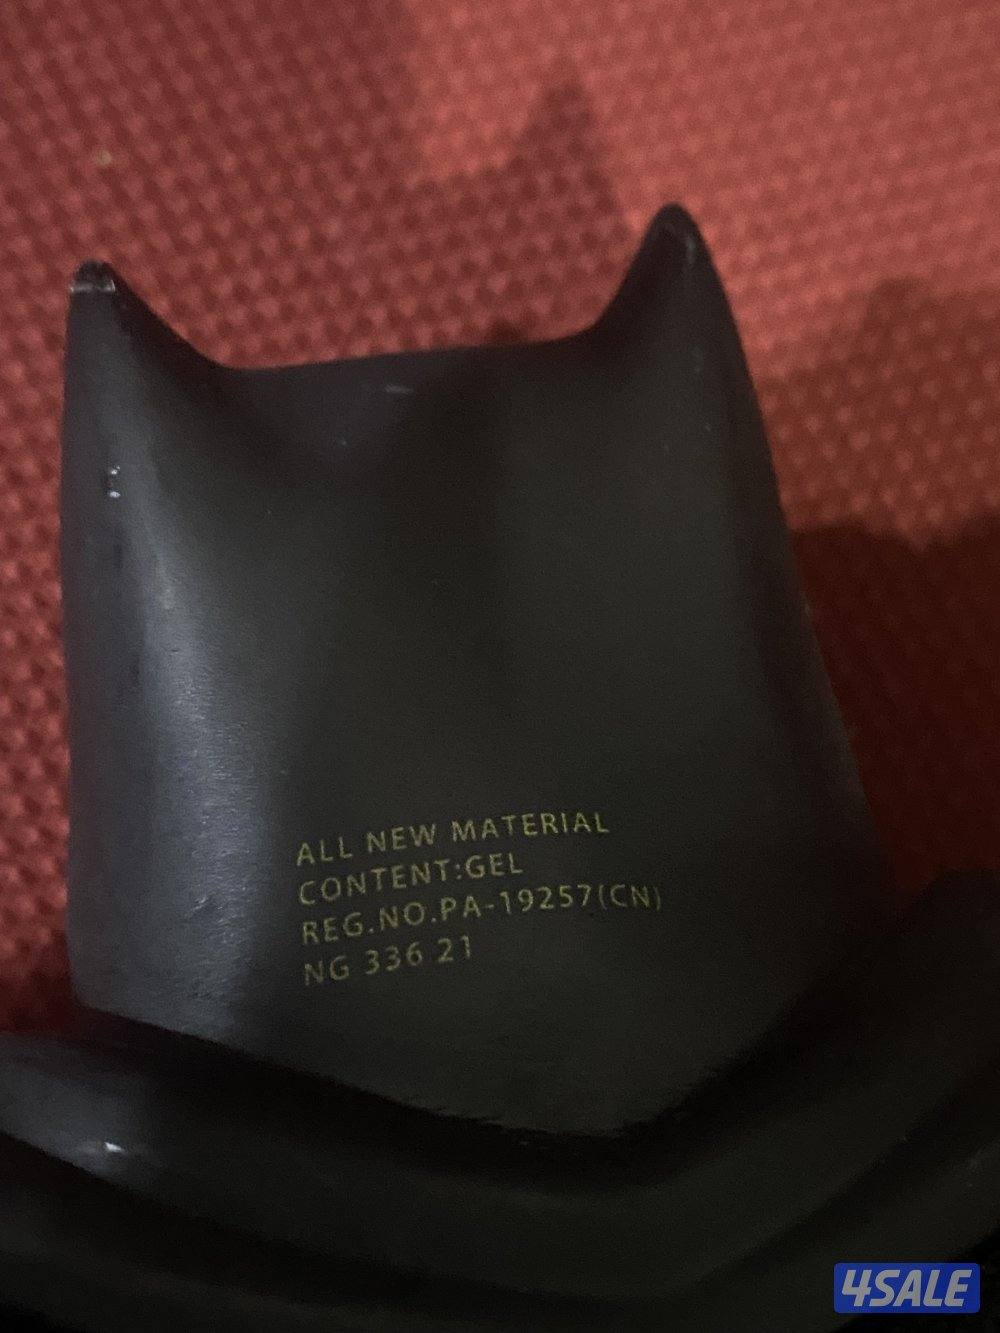 ALL NEW MATERIAL
CONTENT:GEL
REG.NO.PA-19257(CN)
NG 336 21
4SALE